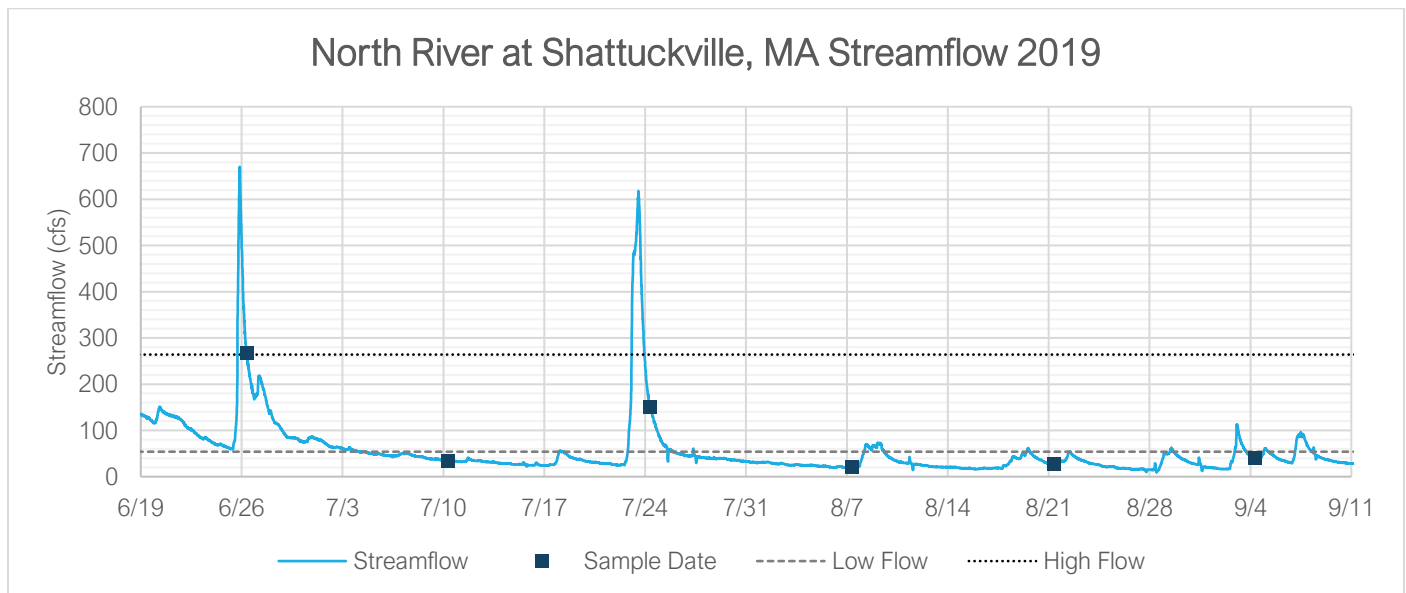 North River at Shattuckville, MA Streamflow 2019
Streamflow (cfs)
800
700
600
500
400
300
200
100
0
6/19 6/26 7/3 7/10 7/17 7/24 7/31 8/7 8/14 8/21 8/28 9/4 9/11
Streamflow Sample Date Low Flow High Flow